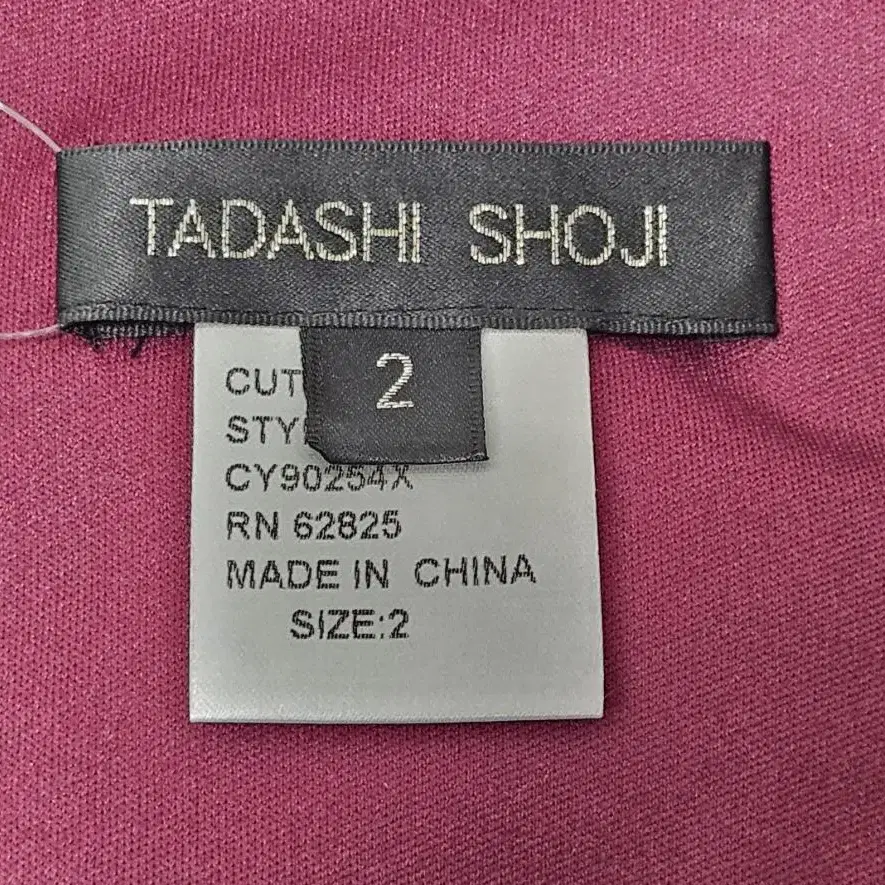 TADASHI SHOJI
2
CUT
CY90254X
RN 62825
MADE IN CHINA
SIZE:2